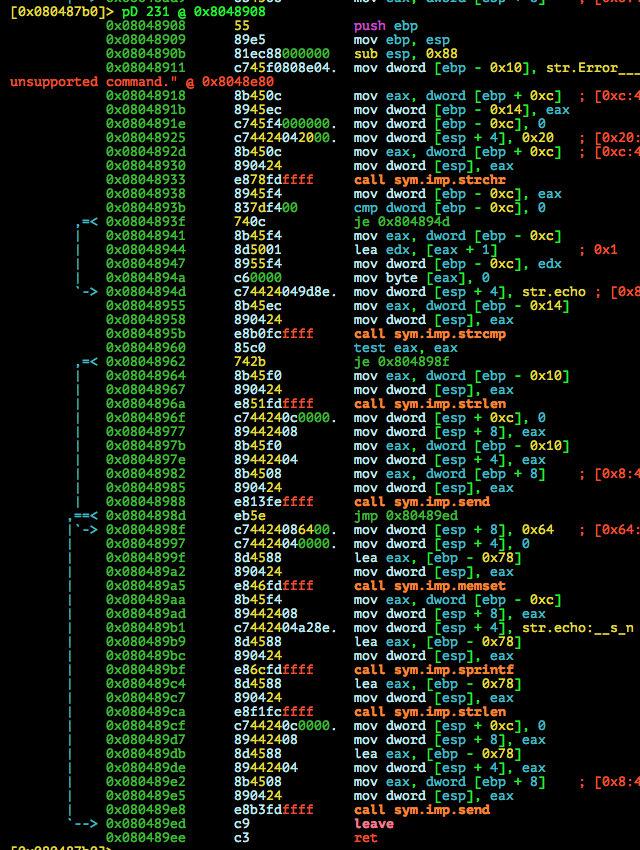 [0x080487b0]> pD 231 @ 0x8048908
0x08048908 55 push ebp
0x08048909 89e5 mov ebp, esp
0x0804890b 81ec88000000 sub esp, 0x88
0x08048911 c745f0808e04. mov dword [ebp - 0x10], str.Error___
unsupported command." @ 0x8048e80
0x08048918 8b450c mov eax, dword [ebp + 0xc] ; [0xc:4
0x0804891b 8945ec mov dword [ebp - 0x14], eax
0x0804891e c745f4000000. mov dword [ebp - 0xc], 0
0x08048925 c74424042000. mov dword [esp + 4], 0x20 ; [0x20:
0x0804892d 8b450c mov eax, dword [ebp + 0xc] ; [0xc:4
0x08048930 890424 mov dword [esp], eax
0x08048933 e878fdffff call sym.imp.strchr
0x08048938 8945f4 mov dword [ebp - 0xc], eax
0x0804893b 837df400 cmp dword [ebp - 0xc], 0
,=< 0x0804893f 740c je 0x804894d
| 0x08048941 8b45f4 mov eax, dword [ebp - 0xc]
| 0x08048944 8d5001 lea edx, [eax + 1] ; 0x1
| 0x08048947 8955f4 mov dword [ebp - 0xc], edx
| 0x0804894a c60000 mov byte [eax], 0
`-> 0x0804894d c74424049d8e. mov dword [esp + 4], str.echo ; [0x8
0x08048955 8b45ec mov eax, dword [ebp - 0x14]
0x08048958 890424 mov dword [esp], eax
0x0804895b e8b0fcffff call sym.imp.strcmp
0x08048960 85c0 test eax, eax
,=< 0x08048962 742b je 0x804898f
| 0x08048964 8b45f0 mov eax, dword [ebp - 0x10]
| 0x08048967 890424 mov dword [esp], eax
| 0x0804896a e851fdffff call sym.imp.strlen
| 0x0804896f c744240c0000. mov dword [esp + 0xc], 0
| 0x08048977 89442408 mov dword [esp + 8], eax
| 0x0804897b 8b45f0 mov eax, dword [ebp - 0x10]
| 0x0804897e 89442404 mov dword [esp + 4], eax
| 0x08048982 8b4508 mov eax, dword [ebp + 8] ; [0x8:4
| 0x08048985 890424 mov dword [esp], eax
| 0x08048988 e813feffff call sym.imp.send
,==< 0x0804898d eb5e jmp 0x80489ed
|`-> 0x0804898f c74424086400. mov dword [esp + 8], 0x64 ; [0x64:
| 0x08048997 c74424040000. mov dword [esp + 4], 0
| 0x0804899f 8d4588 lea eax, [ebp - 0x78]
| 0x080489a2 890424 mov dword [esp], eax
| 0x080489a5 e846fdffff call sym.imp.memset
| 0x080489aa 8b45f4 mov eax, dword [ebp - 0xc]
| 0x080489ad 89442408 mov dword [esp + 8], eax
| 0x080489b1 c7442404a28e. mov dword [esp + 4], str.echo:__s_n
| 0x080489b9 8d4588 lea eax, [ebp - 0x78]
| 0x080489bc 890424 mov dword [esp], eax
| 0x080489bf e86cfdffff call sym.imp.sprintf
| 0x080489c4 8d4588 lea eax, [ebp - 0x78]
| 0x080489c7 890424 mov dword [esp], eax
| 0x080489ca e8f1fcffff call sym.imp.strlen
| 0x080489cf c744240c0000. mov dword [esp + 0xc], 0
| 0x080489d7 89442408 mov dword [esp + 8], eax
| 0x080489db 8d4588 lea eax, [ebp - 0x78]
| 0x080489de 89442404 mov dword [esp + 4], eax
| 0x080489e2 8b4508 mov eax, dword [ebp + 8] ; [0x8:4
| 0x080489e5 890424 mov dword [esp], eax
| 0x080489e8 e8b3fdffff call sym.imp.send
`--> 0x080489ed c9 leave
0x080489ee c3 ret